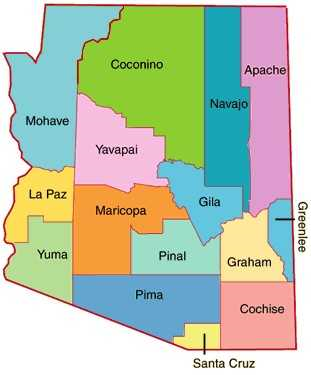 Coconino
Apache
Navajo
Mohave
Yavapai
La Paz
Gila
Maricopa
Greenlee
Yuma
Pinal
Graham
Pima
Cochise
Santa Cruz